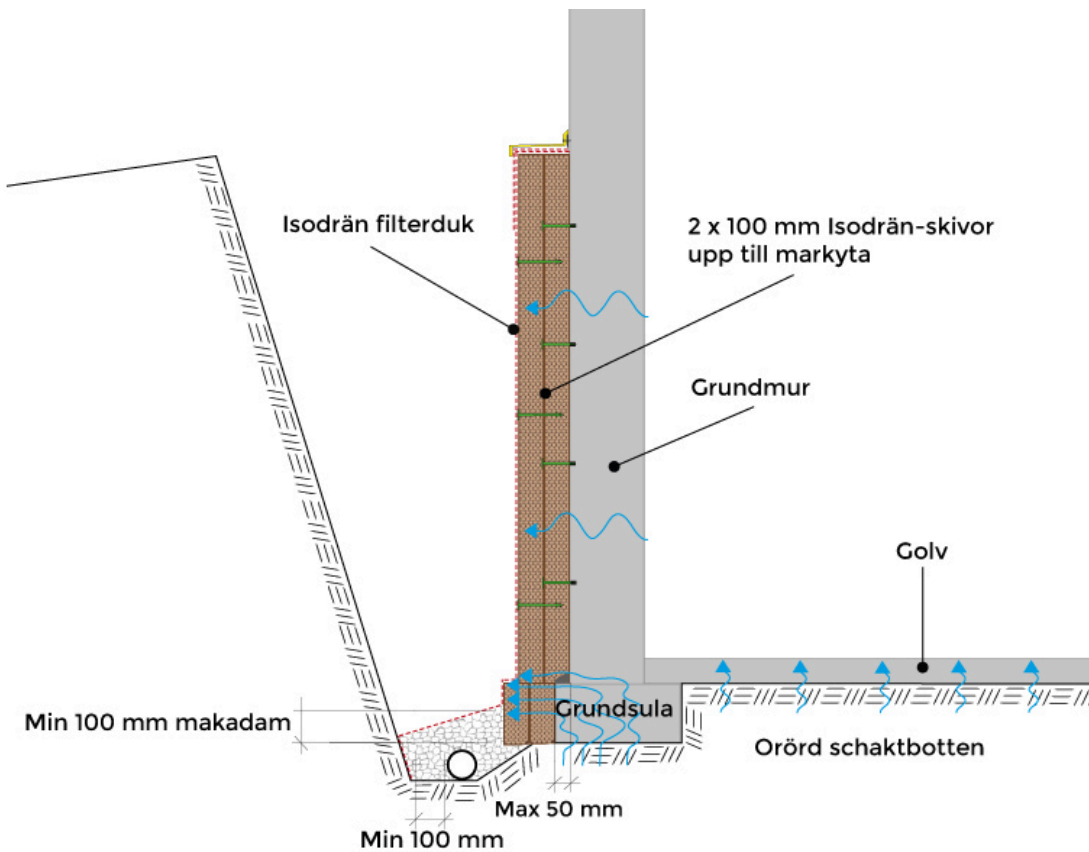 Isodrän filterduk
2 x 100 mm Isodrän-skivor
upp till markyta
Grundmur
Golv
Min 100 mm makadam
Grundsula
Orörd schaktbotten
Max 50 mm
Min 100 mm